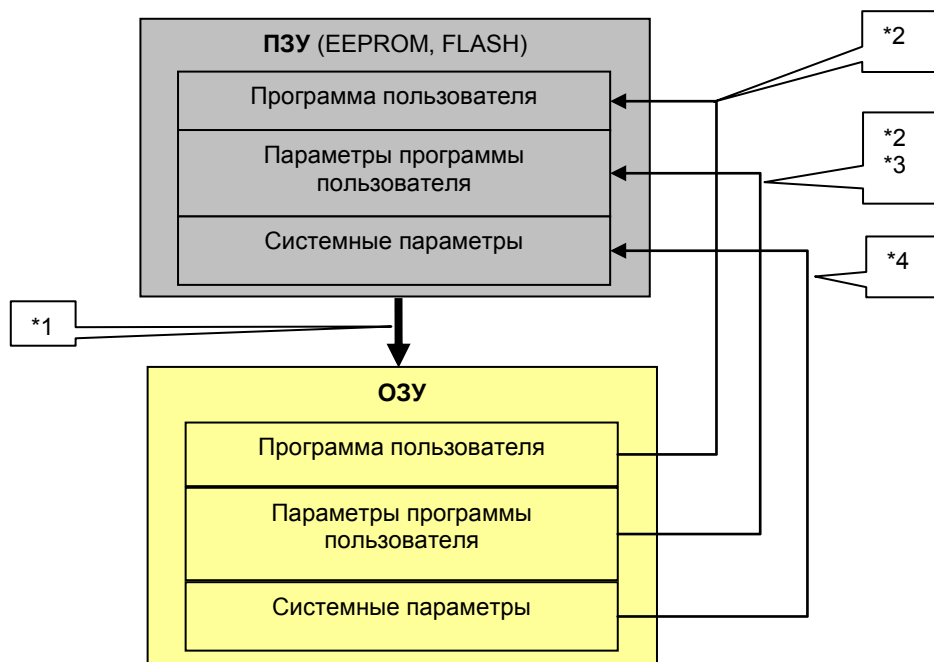 ПЗУ (EEPROM, FLASH)
Программа пользователя
Параметры программы
пользователя
Системные параметры
*2
*2
*3
*4
*1
ОЗУ
Программа пользователя
Параметры программы
пользователя
Системные параметры